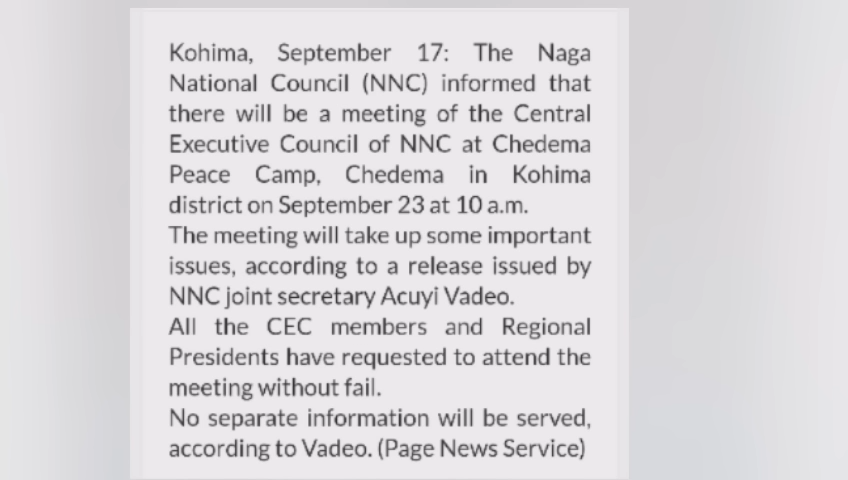 Kohima, September 17: The Naga
National Council (NNC) informed that
there will be a meeting of the Central
Executive Council of NNC at Chedema
Peace Camp, Chedema in Kohima
district on September 23 at 10 a.m.
The meeting will take up some important
issues, according to a release issued by
NNC joint secretary Acuyi Vadeo.
All the CEC members and Regional
Presidents have requested to attend the
meeting without fail.
No separate information will be served,
according to Vadeo. (Page News Service)